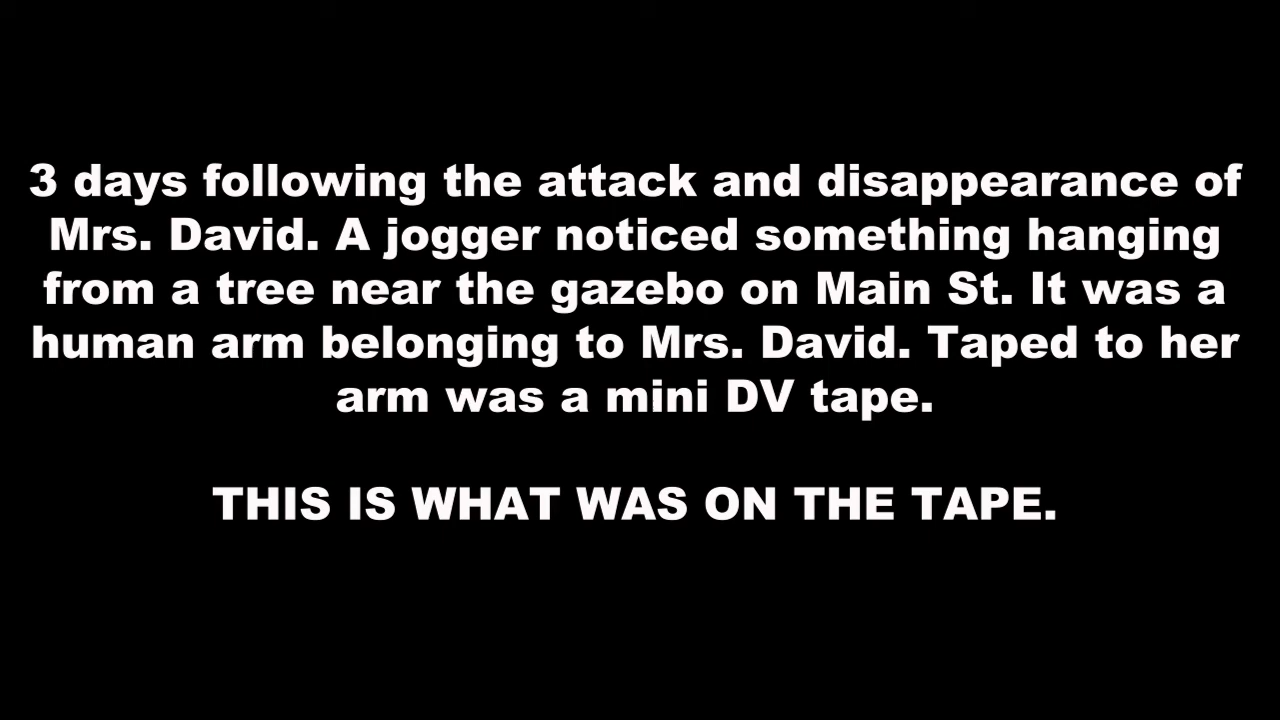 3 days following the attack and disappearance of
Mrs. David. A jogger noticed something hanging
from a tree near the gazebo on Main St. It was a
human arm belonging to Mrs. David. Taped to her
arm was a mini DV tape.
THIS IS WHAT WAS ON THE TAPE.